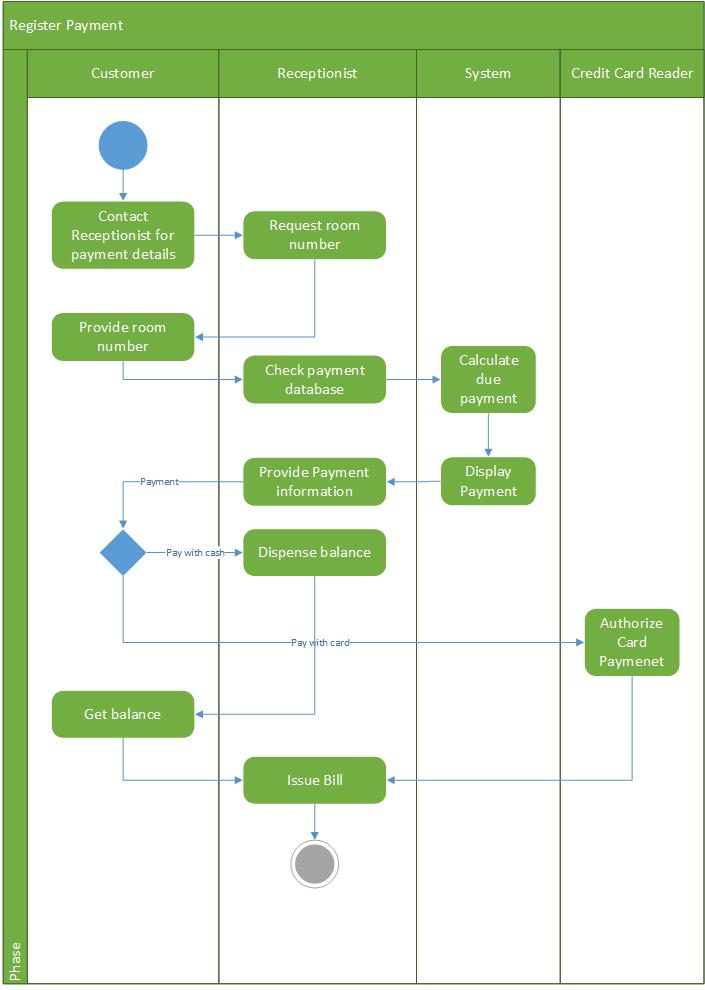 Register Payment
Customer
Receptionist
System
Credit Card Reader
Contact
Receptionist for
payment details
Request room
number
Provide room
number
Check payment
database
Calculate
due
payment
Display
Payment
Provide Payment
information
Payment
Pay with cash
Dispense balance
Pay with card
Authorize
Card
Paymenet
Get balance
Issue Bill
Phase